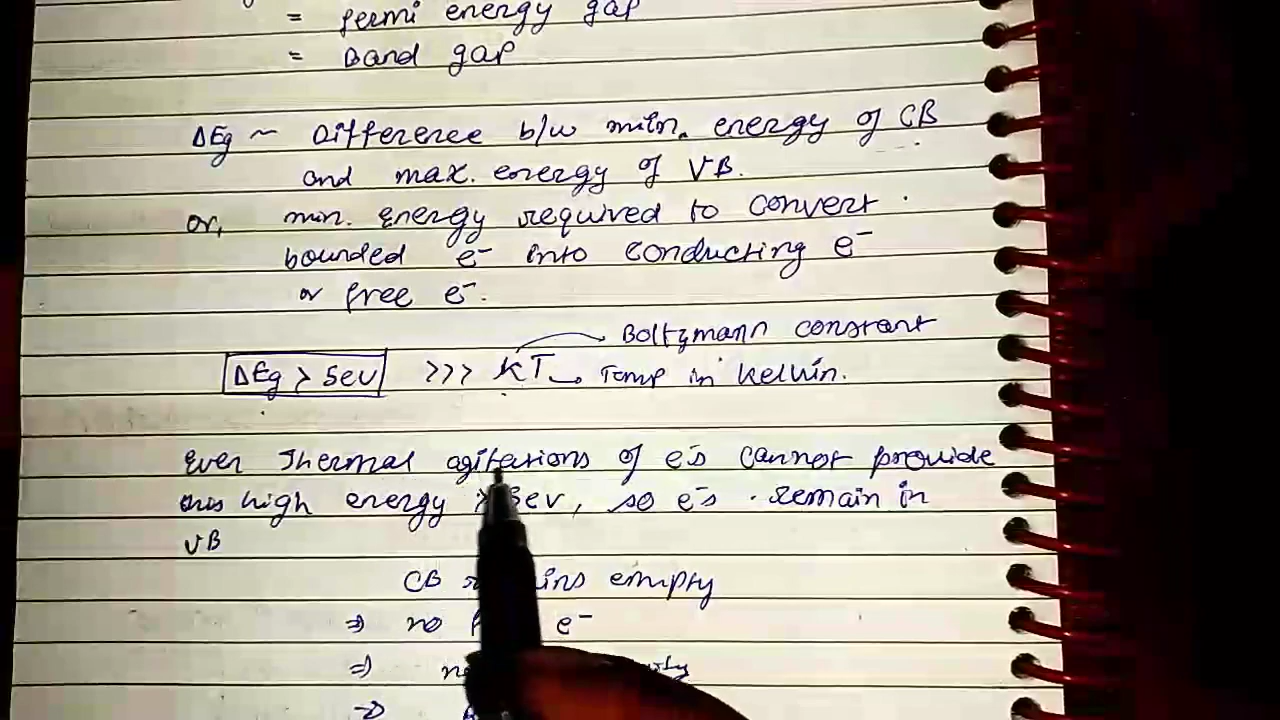 = fermi energy gap
= Band gap
ΔEg ~ Difference b/w min. energy of CB
and max. energy of VB.
or, min. energy required to convert
bounded e⁻ into conducting e⁻
or free e⁻.
Boltzmann constant
ΔEg > 5eV >>> KT → Temp in Kelvin.
Even Thermal agitations of e⁻s cannot provide
this high energy > 5eV, so e⁻s remain in
VB
CB empty
⇒ no e⁻
⇒
⇒